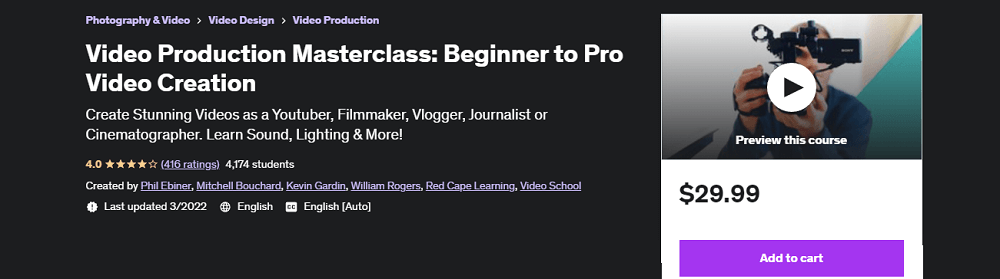 Photography & Video > Video Design > Video Production
Video Production Masterclass: Beginner to Pro
Video Creation
Create Stunning Videos as a Youtuber, Filmmaker, Vlogger, Journalist or
Cinematographer. Learn Sound, Lighting & More!
4.0 (416 ratings) 4,174 students
Created by Phil Ebiner, Mitchell Bouchard, Kevin Gardin, William Rogers, Red Cape Learning, Video School
Last updated 3/2022 English CC English [Auto]
SONY
Preview this course
$29.99
Add to cart